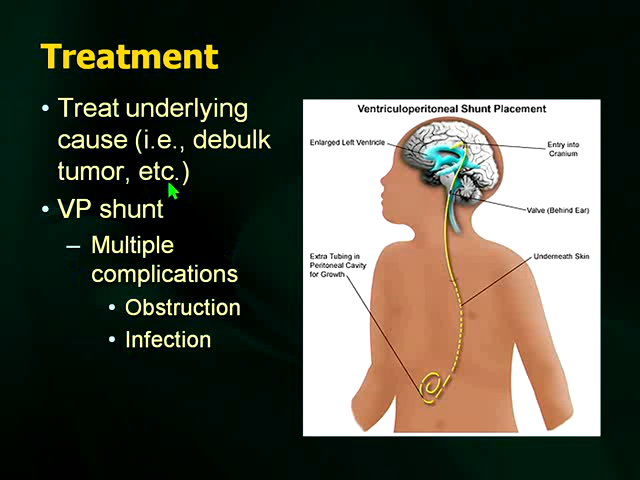 Treatment
• Treat underlying
cause (i.e., debulk
tumor, etc.)
• VP shunt
– Multiple
complications
• Obstruction
• Infection
Ventriculoperitoneal Shunt Placement
Enlarged Left Ventricle
Entry into
Cranium
Valve (Behind Ear)
Extra Tubing in
Peritoneal Cavity
for Growth
Underneath Skin